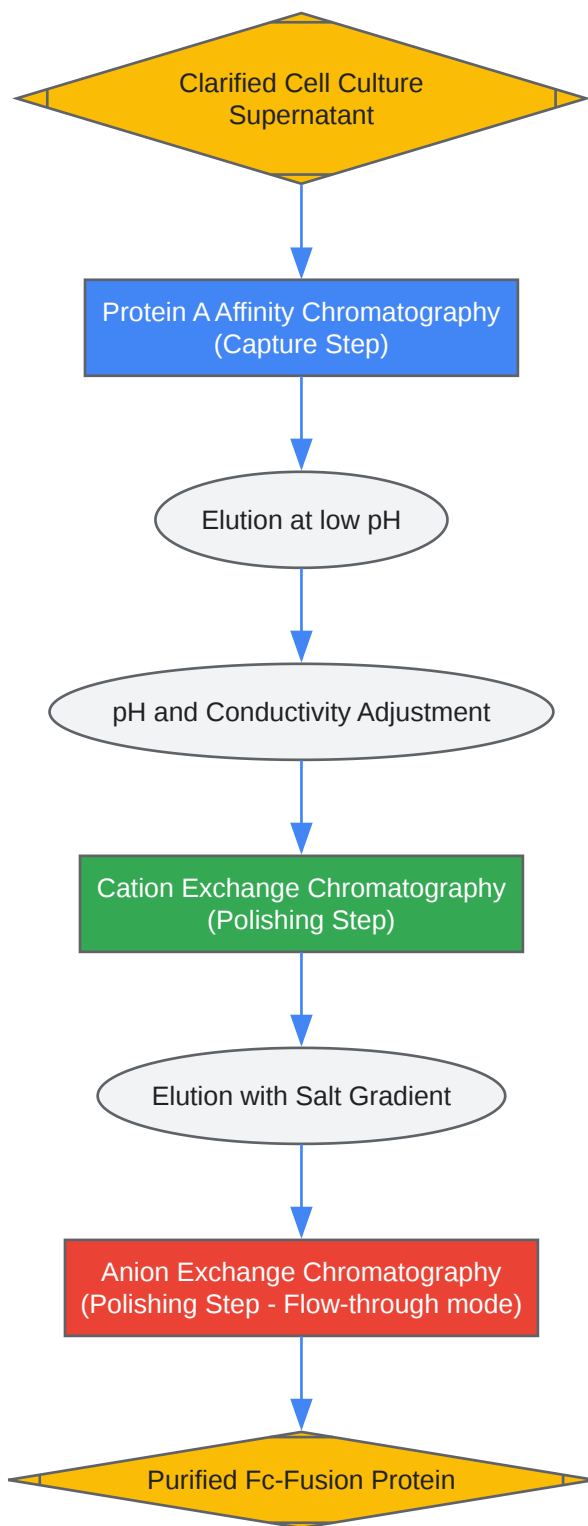 Clarified Cell Culture
Supernatant
Protein A Affinity Chromatography
(Capture Step)
Elution at low pH
pH and Conductivity Adjustment
Cation Exchange Chromatography
(Polishing Step)
Elution with Salt Gradient
Anion Exchange Chromatography
(Polishing Step - Flow-through mode)
Purified Fc-Fusion Protein